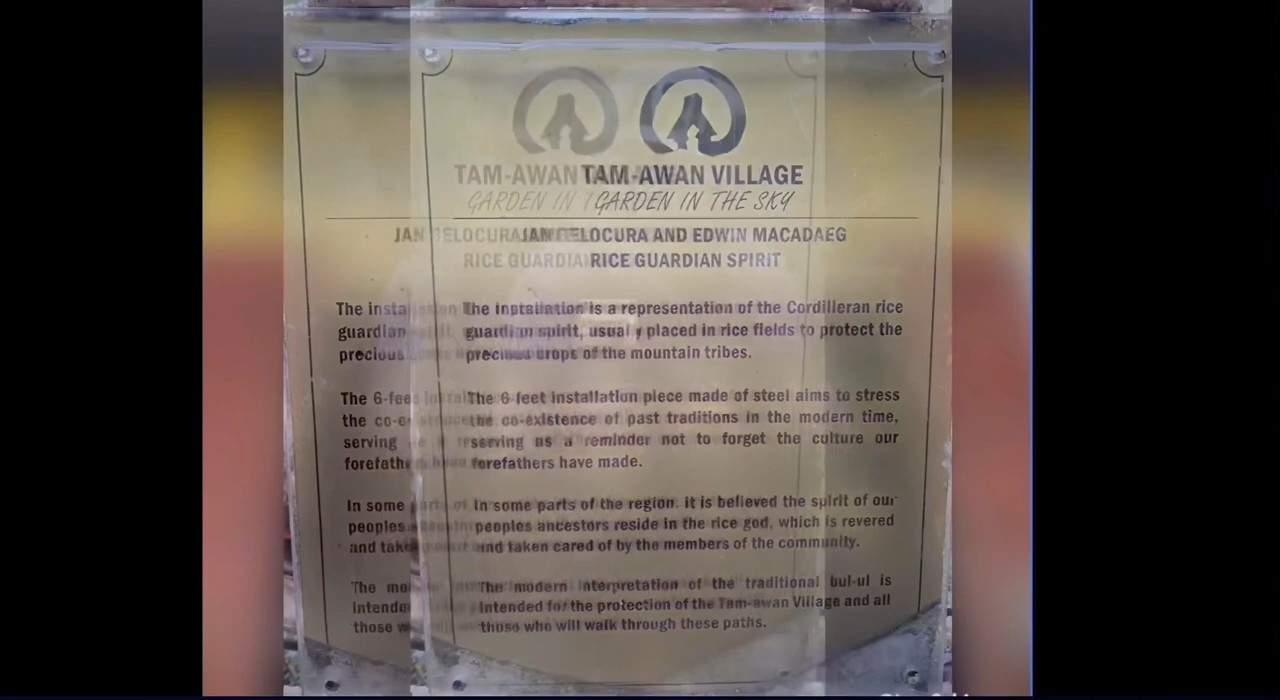 TAM-AWAN VILLAGE
GARDEN IN THE SKY
JAN BELOCURA AND EDWIN MACADAEG
RICE GUARDIAN SPIRIT
The installation is a representation of the Cordilleran rice
guardian spirit, usually placed in rice fields to protect the
precious crops of the mountain tribes.
The 6-feet installation piece made of steel aims to stress
the co-existence of past traditions in the modern time,
serving as a reminder not to forget the culture our
forefathers have made.
In some parts of the region. it is believed the spirit of our
peoples ancestors reside in the rice god, which is revered
and taken cared of by the members of the community.
The modern interpretation of the traditional bul-ul is
intended for the protection of the Tam-awan Village and all
those who will walk through these paths.